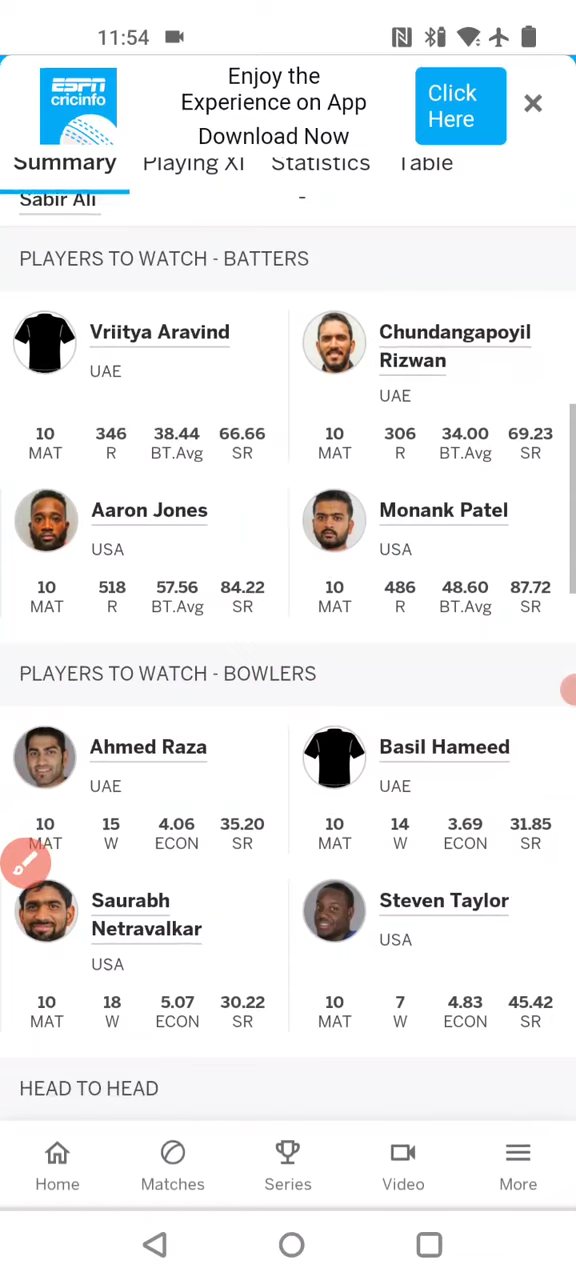 11:54
ESPN
cricinfo
Enjoy the
Experience on App
Download Now
Click
Here
Summary Playing XI Statistics Table
Sabir Ali -
PLAYERS TO WATCH - BATTERS
Vriitya Aravind
UAE
10 346 38.44 66.66
MAT R BT.Avg SR
Chundangapoyil
Rizwan
UAE
10 306 34.00 69.23
MAT R BT.Avg SR
Aaron Jones
USA
10 518 57.56 84.22
MAT R BT.Avg SR
Monank Patel
USA
10 486 48.60 87.72
MAT R BT.Avg SR
PLAYERS TO WATCH - BOWLERS
Ahmed Raza
UAE
10 15 4.06 35.20
MAT W ECON SR
Basil Hameed
UAE
10 14 3.69 31.85
MAT W ECON SR
Saurabh
Netravalkar
USA
10 18 5.07 30.22
MAT W ECON SR
Steven Taylor
USA
10 7 4.83 45.42
MAT W ECON SR
HEAD TO HEAD
Home Matches Series Video More